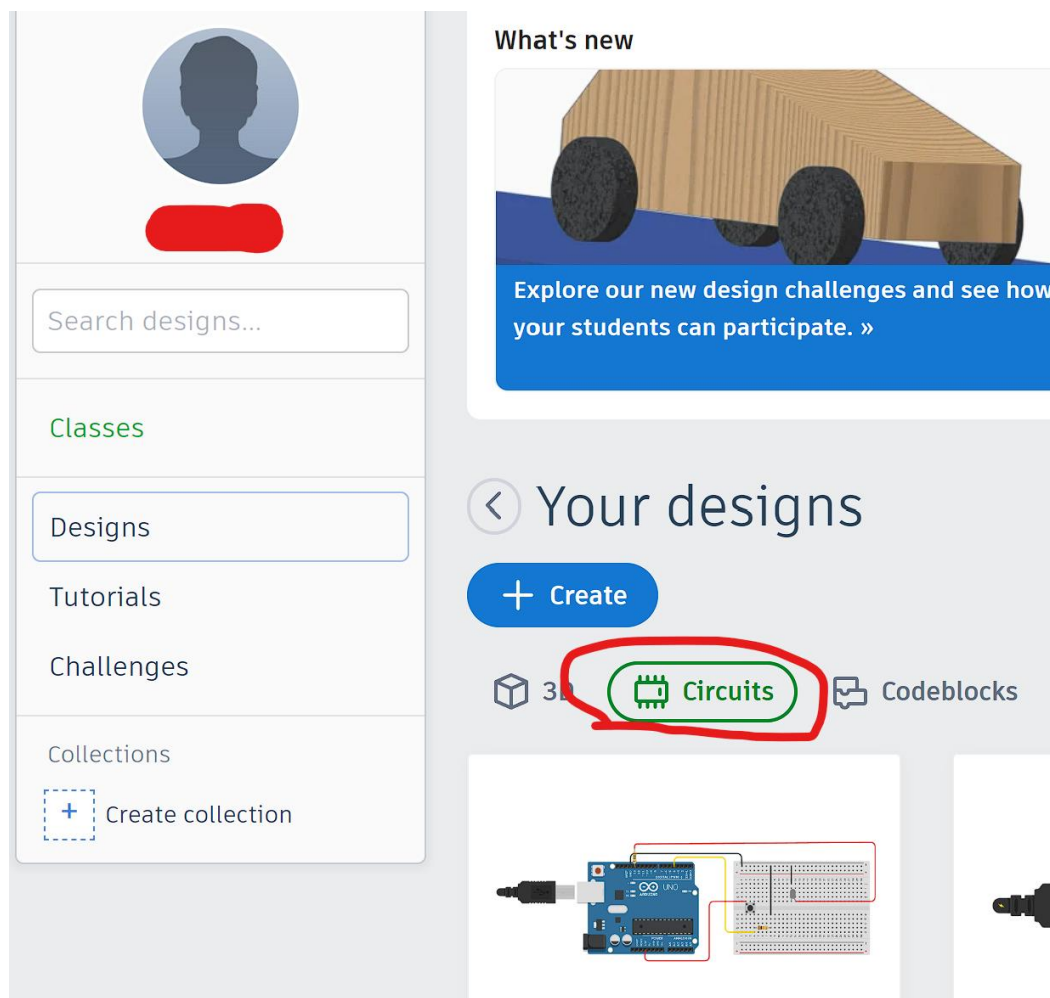 What's new
Explore our new design challenges and see how
your students can participate. »
Search designs...
Classes
Designs
Tutorials
Challenges
Collections
+ Create collection
Your designs
+ Create
Circuits
Codeblocks
UNO